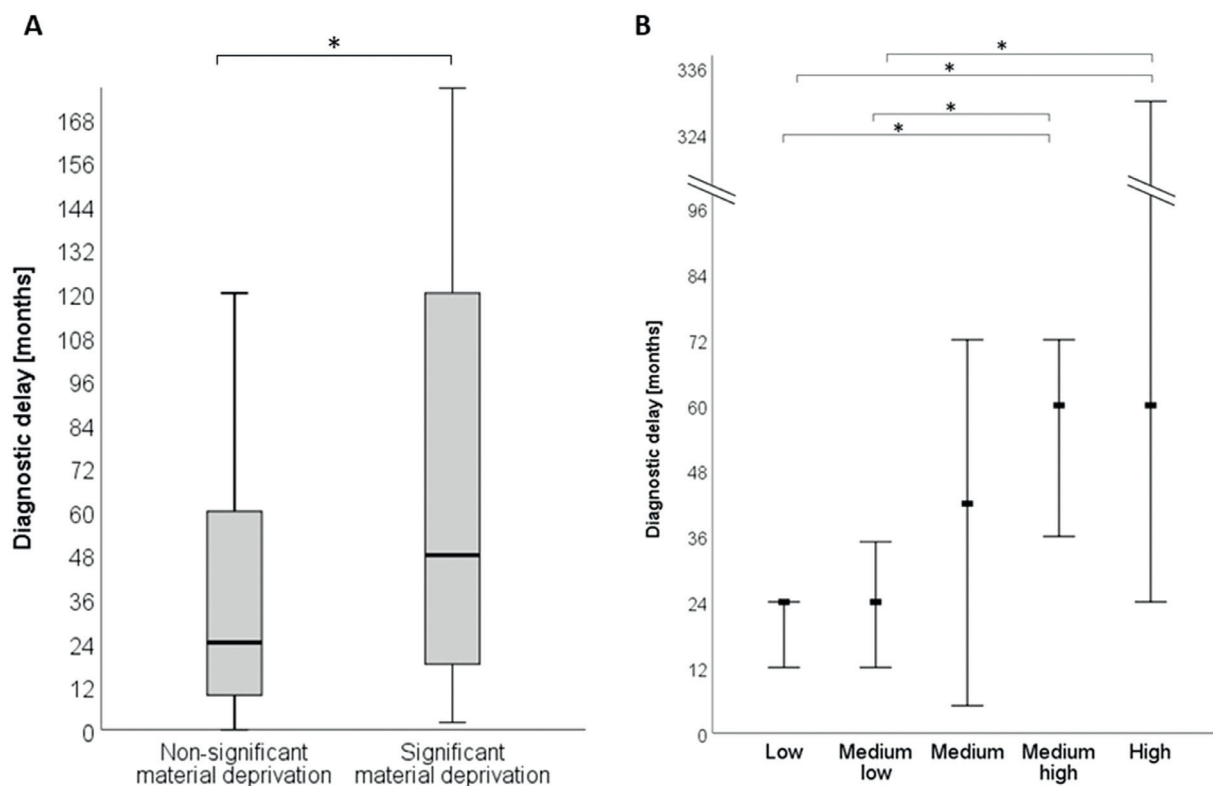 A
*
Diagnostic delay [months]
168
156
144
132
120
108
96
84
72
60
48
36
24
12
0
Non-significant
material deprivation
Significant
material deprivation
B
*
*
*
*
Diagnostic delay [months]
336
324
96
84
72
60
48
36
24
12
0
Low
Medium
low
Medium
Medium
high
High